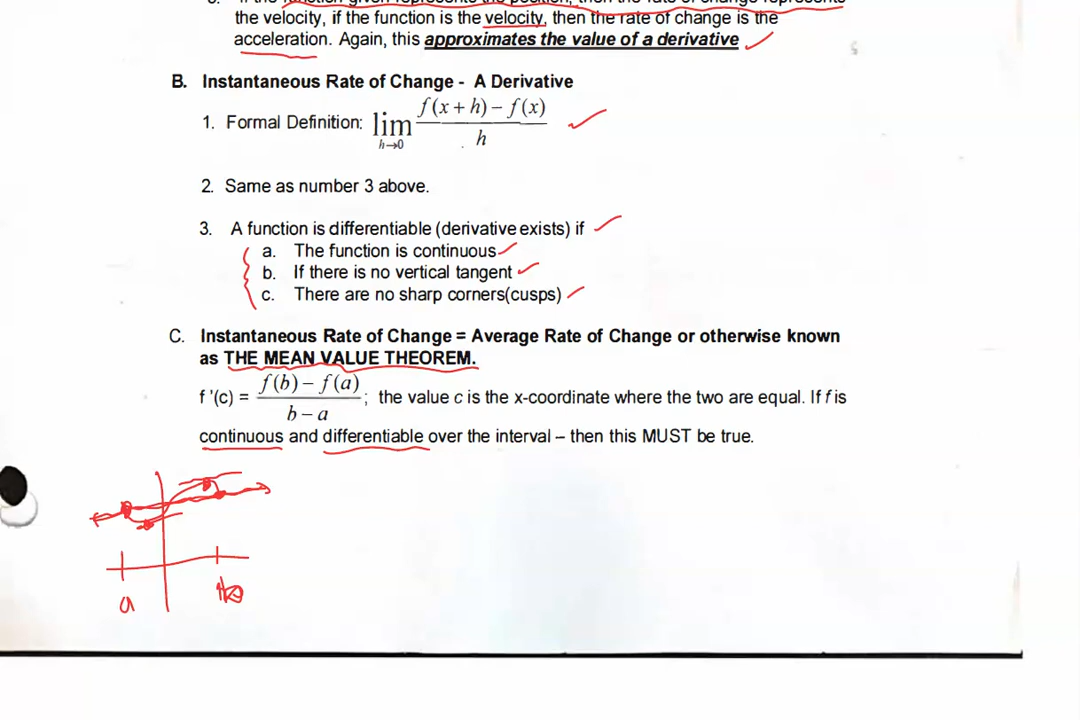 the velocity, if the function is the velocity, then the rate of change is the
acceleration. Again, this approximates the value of a derivative
B. Instantaneous Rate of Change - A Derivative
1. Formal Definition: lim h→0 f(x + h) − f(x) / h
2. Same as number 3 above.
3. A function is differentiable (derivative exists) if
a. The function is continuous
b. If there is no vertical tangent
c. There are no sharp corners(cusps)
C. Instantaneous Rate of Change = Average Rate of Change or otherwise known
as THE MEAN VALUE THEOREM.
f '(c) = f(b) − f(a) / b − a ; the value c is the x-coordinate where the two are equal. If f is
continuous and differentiable over the interval – then this MUST be true.
a